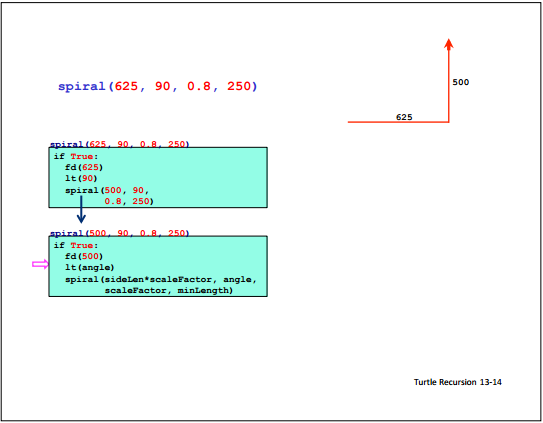 spiral(625, 90, 0.8, 250)
500
625
spiral(625, 90, 0.8, 250)
if True:
fd(625)
lt(90)
spiral(500, 90,
0.8, 250)
spiral(500, 90, 0.8, 250)
if True:
fd(500)
lt(angle)
spiral(sideLen*scaleFactor, angle,
scaleFactor, minLength)
Turtle Recursion 13-14